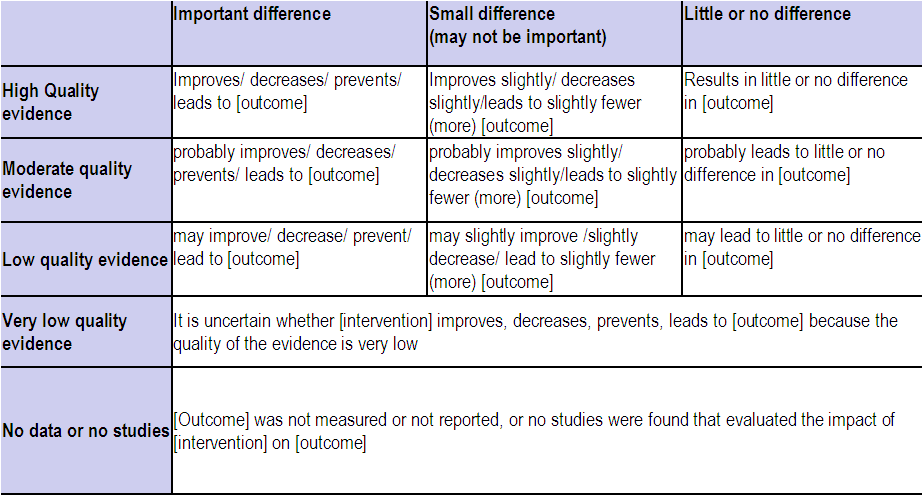 Important difference
Small difference
(may not be important)
Little or no difference
High Quality
evidence
Improves/ decreases/ prevents/
leads to [outcome]
Improves slightly/ decreases
slightly/leads to slightly fewer
(more) [outcome]
Results in little or no difference
in [outcome]
Moderate quality
evidence
probably improves/ decreases/
prevents/ leads to [outcome]
probably improves slightly/
decreases slightly/leads to slightly
fewer (more) [outcome]
probably leads to little or no
difference in [outcome]
Low quality evidence
may improve/ decrease/ prevent/
lead to [outcome]
may slightly improve /slightly
decrease/ lead to slightly fewer
(more) [outcome]
may lead to little or no difference
in [outcome]
Very low quality
evidence
It is uncertain whether [intervention] improves, decreases, prevents, leads to [outcome] because the
quality of the evidence is very low
No data or no studies
[Outcome] was not measured or not reported, or no studies were found that evaluated the impact of
[intervention] on [outcome]